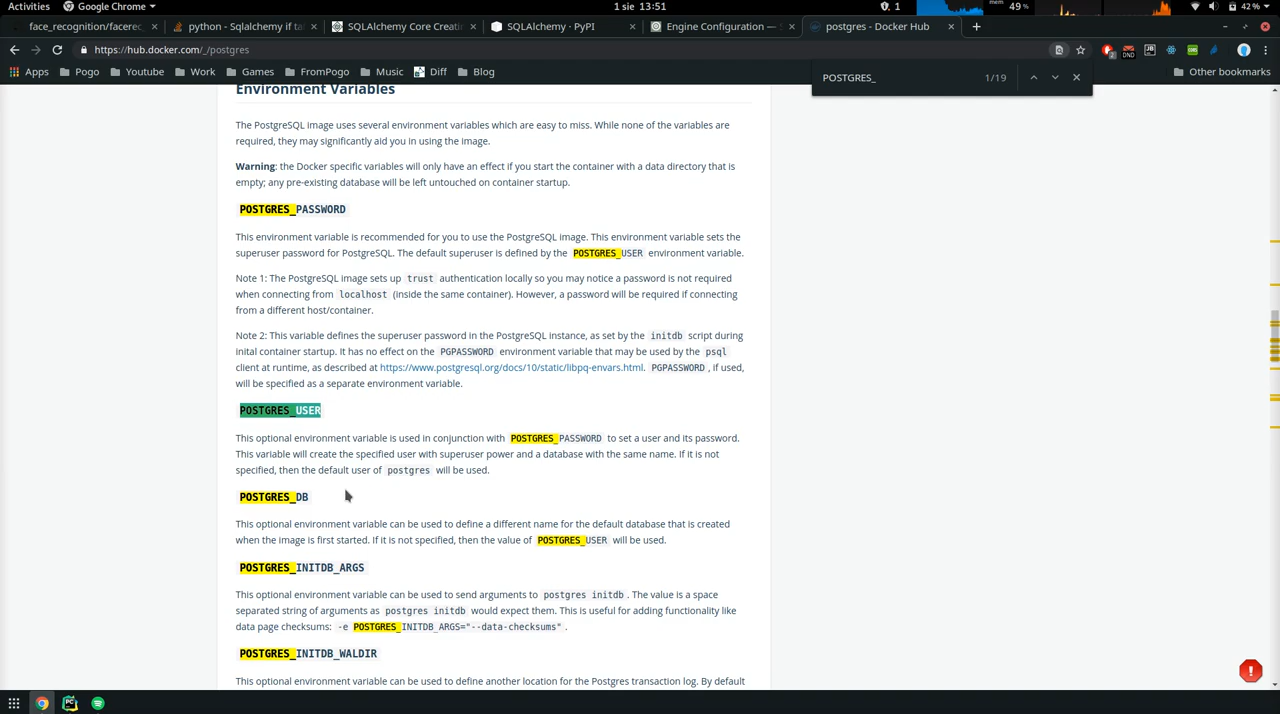 Activities
Google Chrome
1 sie 13:51
1
mem
49 %
42 %
face_recognition/facerec
python - Sqlalchemy if tab
SQLAlchemy Core Creatin
SQLAlchemy · PyPI
Engine Configuration — S
postgres - Docker Hub
https://hub.docker.com/_/postgres
Apps
Pogo
Youtube
Work
Games
FromPogo
Music
Diff
Blog
Other bookmarks
POSTGRES_
1/19
Environment Variables
The PostgreSQL image uses several environment variables which are easy to miss. While none of the variables are
required, they may significantly aid you in using the image.
Warning: the Docker specific variables will only have an effect if you start the container with a data directory that is
empty; any pre-existing database will be left untouched on container startup.
POSTGRES_PASSWORD
This environment variable is recommended for you to use the PostgreSQL image. This environment variable sets the
superuser password for PostgreSQL. The default superuser is defined by the POSTGRES_USER environment variable.
Note 1: The PostgreSQL image sets up trust authentication locally so you may notice a password is not required
when connecting from localhost (inside the same container). However, a password will be required if connecting
from a different host/container.
Note 2: This variable defines the superuser password in the PostgreSQL instance, as set by the initdb script during
inital container startup. It has no effect on the PGPASSWORD environment variable that may be used by the psql
client at runtime, as described at https://www.postgresql.org/docs/10/static/libpq-envars.html. PGPASSWORD, if used,
will be specified as a separate environment variable.
POSTGRES_USER
This optional environment variable is used in conjunction with POSTGRES_PASSWORD to set a user and its password.
This variable will create the specified user with superuser power and a database with the same name. If it is not
specified, then the default user of postgres will be used.
POSTGRES_DB
This optional environment variable can be used to define a different name for the default database that is created
when the image is first started. If it is not specified, then the value of POSTGRES_USER will be used.
POSTGRES_INITDB_ARGS
This optional environment variable can be used to send arguments to postgres initdb. The value is a space
separated string of arguments as postgres initdb would expect them. This is useful for adding functionality like
data page checksums: -e POSTGRES_INITDB_ARGS="--data-checksums".
POSTGRES_INITDB_WALDIR
This optional environment variable can be used to define another location for the Postgres transaction log. By default